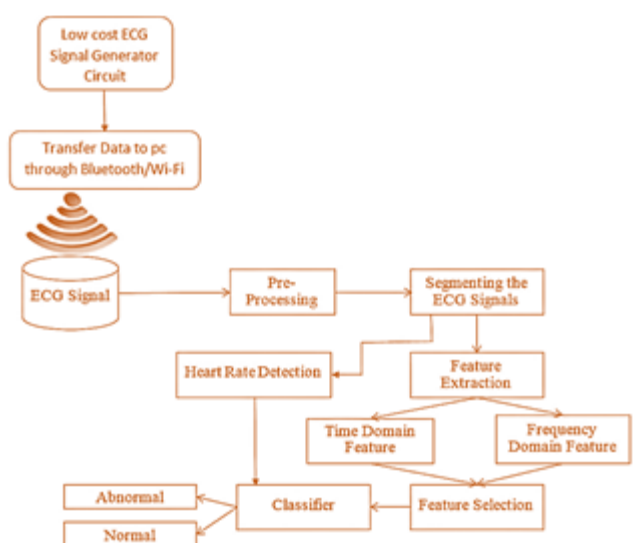 Low cost ECG
Signal Generator
Circuit
Transfer Data to pc
through Bluetooth/Wi-Fi
ECG Signal
Pre-
Processing
Segmenting the
ECG Signals
Heart Rate Detection
Feature
Extraction
Time Domain
Feature
Frequency
Domain Feature
Abnormal
Classifier
Feature Selection
Normal